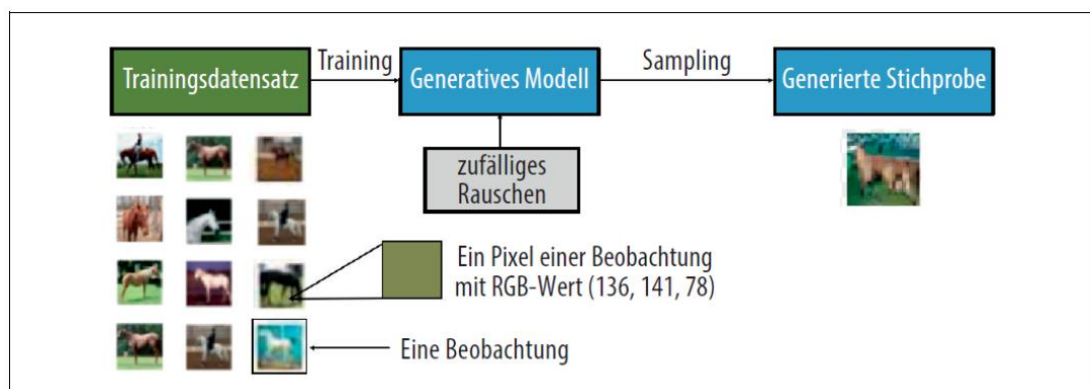 Trainingsdatensatz
Training
Generatives Modell
Sampling
Generierte Stichprobe
zufälliges
Rauschen
Ein Pixel einer Beobachtung
mit RGB-Wert (136, 141, 78)
Eine Beobachtung